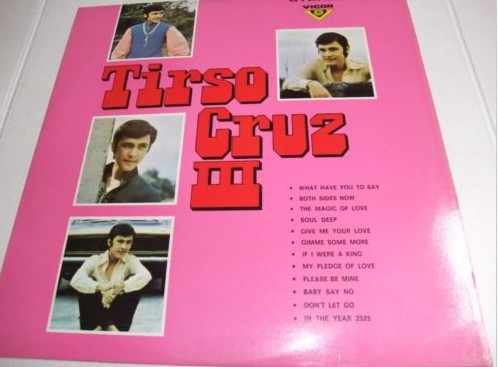 VICOR
Tirso
Cruz
III
• WHAT HAVE YOU TO SAY
• BOTH SIDES NOW
• THE MAGIC OF LOVE
• SOUL DEEP
• GIVE ME YOUR LOVE
• GIMME SOME MORE
• IF I WERE A KING
• MY PLEDGE OF LOVE
• PLEASE BE MINE
• BABY SAY NO
• DON'T LET GO
• IN THE YEAR 2525